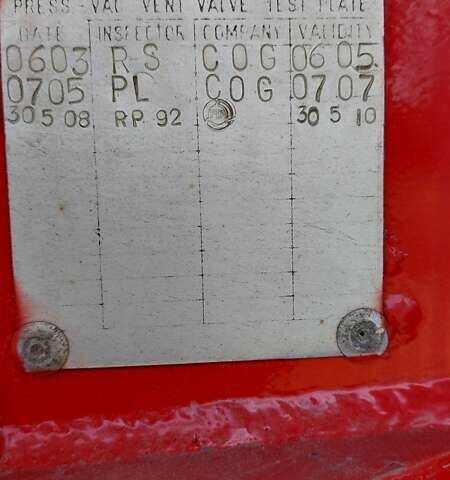 PRESS - VAC VENT VALVE TEST PLATE
DATE INSPECTOR COMPANY VALIDITY
0603 RS COG 0605
0705 PL COG 0707
30 5 08 RP 92 30 5 10